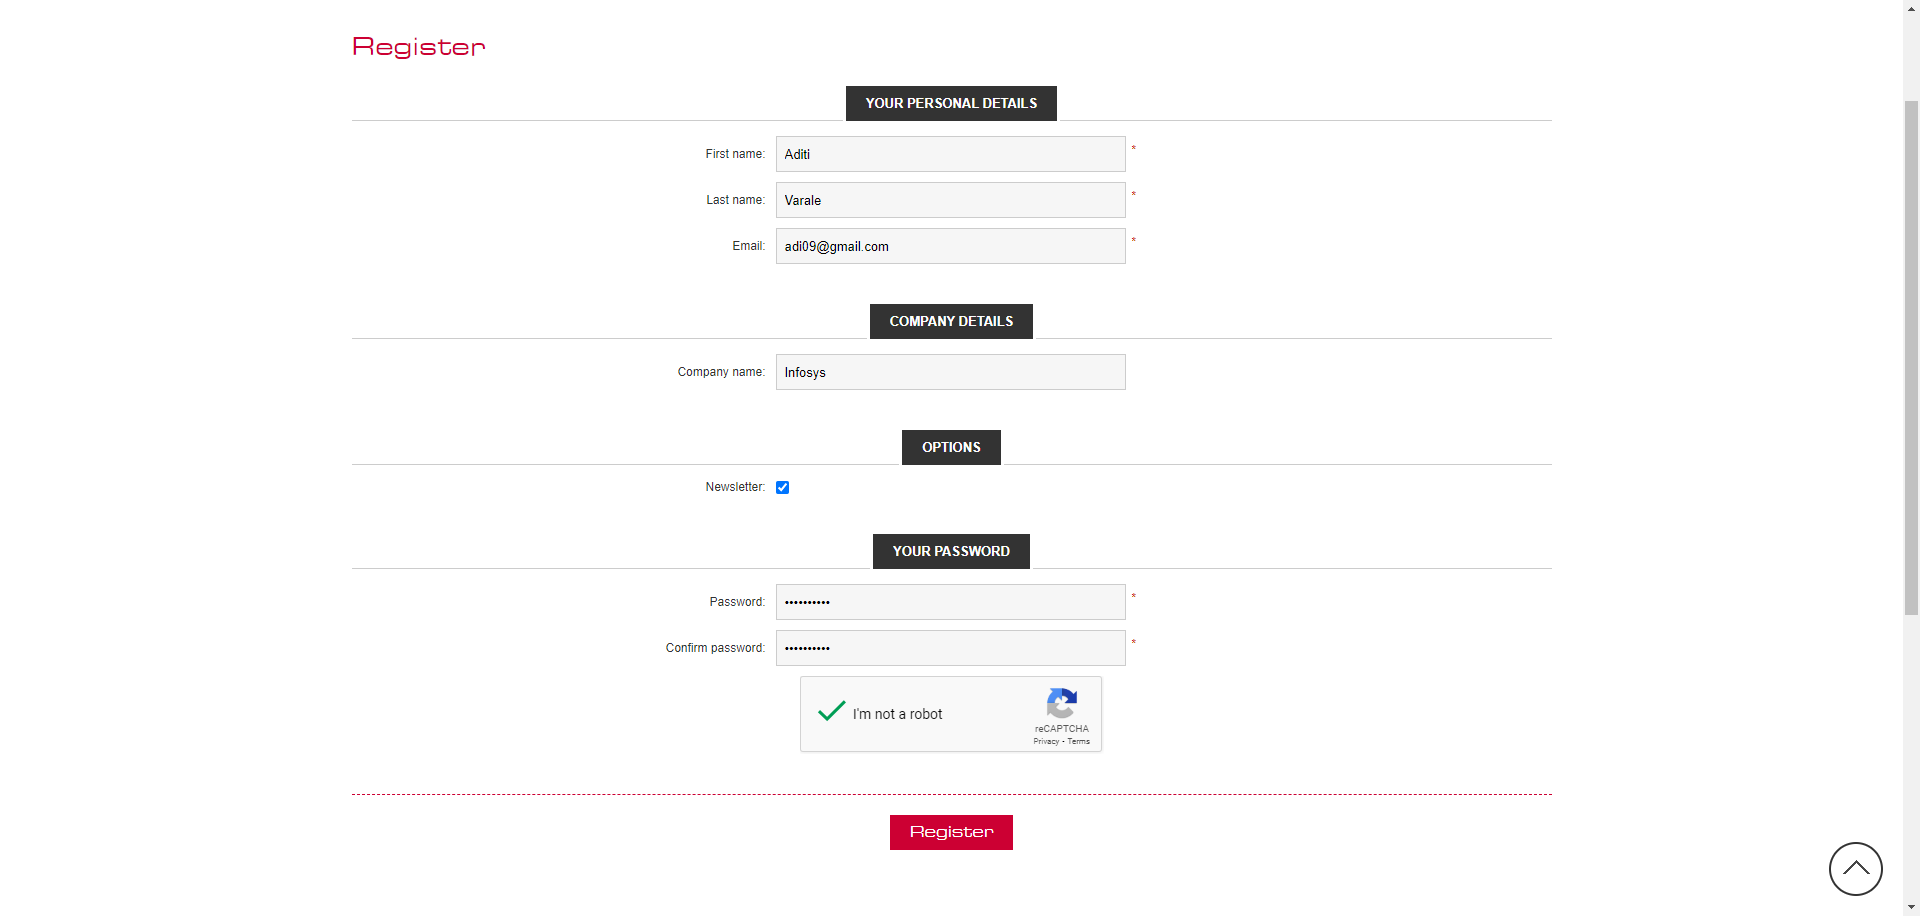 Register
YOUR PERSONAL DETAILS
First name: Aditi *
Last name: Varale *
Email: adi09@gmail.com *
COMPANY DETAILS
Company name: Infosys
OPTIONS
Newsletter:
YOUR PASSWORD
Password: •••••••••• *
Confirm password: •••••••••• *
I'm not a robot
reCAPTCHA
Privacy - Terms
Register